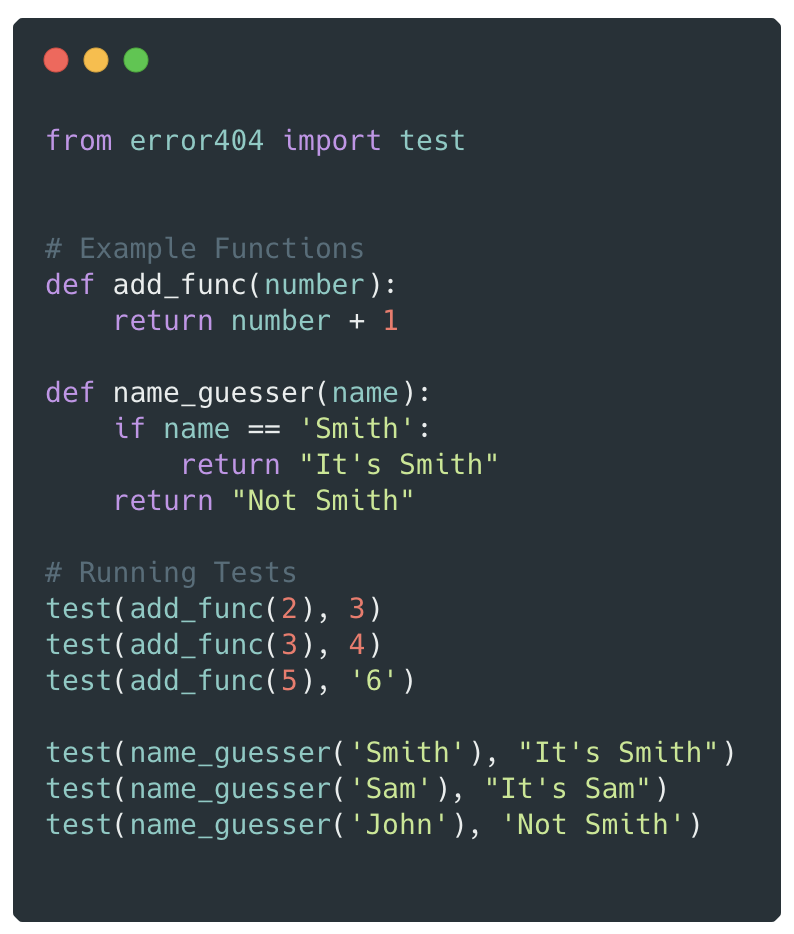 from error404 import test
# Example Functions
def add_func(number):
    return number + 1
def name_guesser(name):
    if name == 'Smith':
        return "It's Smith"
    return "Not Smith"
# Running Tests
test(add_func(2), 3)
test(add_func(3), 4)
test(add_func(5), '6')
test(name_guesser('Smith'), "It's Smith")
test(name_guesser('Sam'), "It's Sam")
test(name_guesser('John'), 'Not Smith')